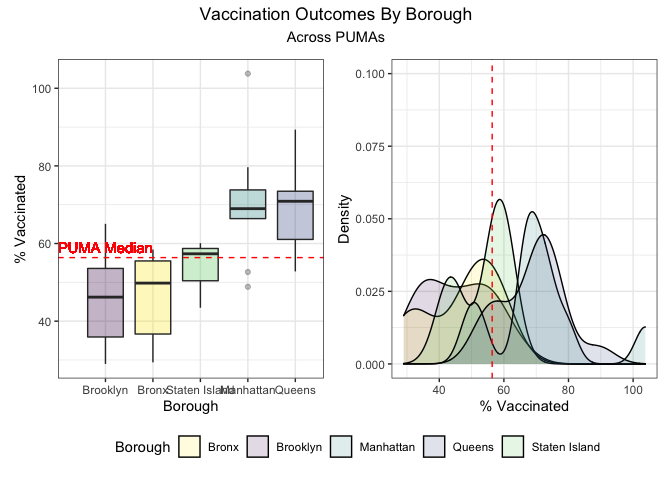 Vaccination Outcomes By Borough
Across PUMAs
% Vaccinated
100
80
60
40
PUMA Median
Brooklyn
Bronx
Staten Island
Manhattan
Queens
Borough
Density
0.100
0.075
0.050
0.025
0.000
40
60
80
100
% Vaccinated
Borough
Bronx
Brooklyn
Manhattan
Queens
Staten Island